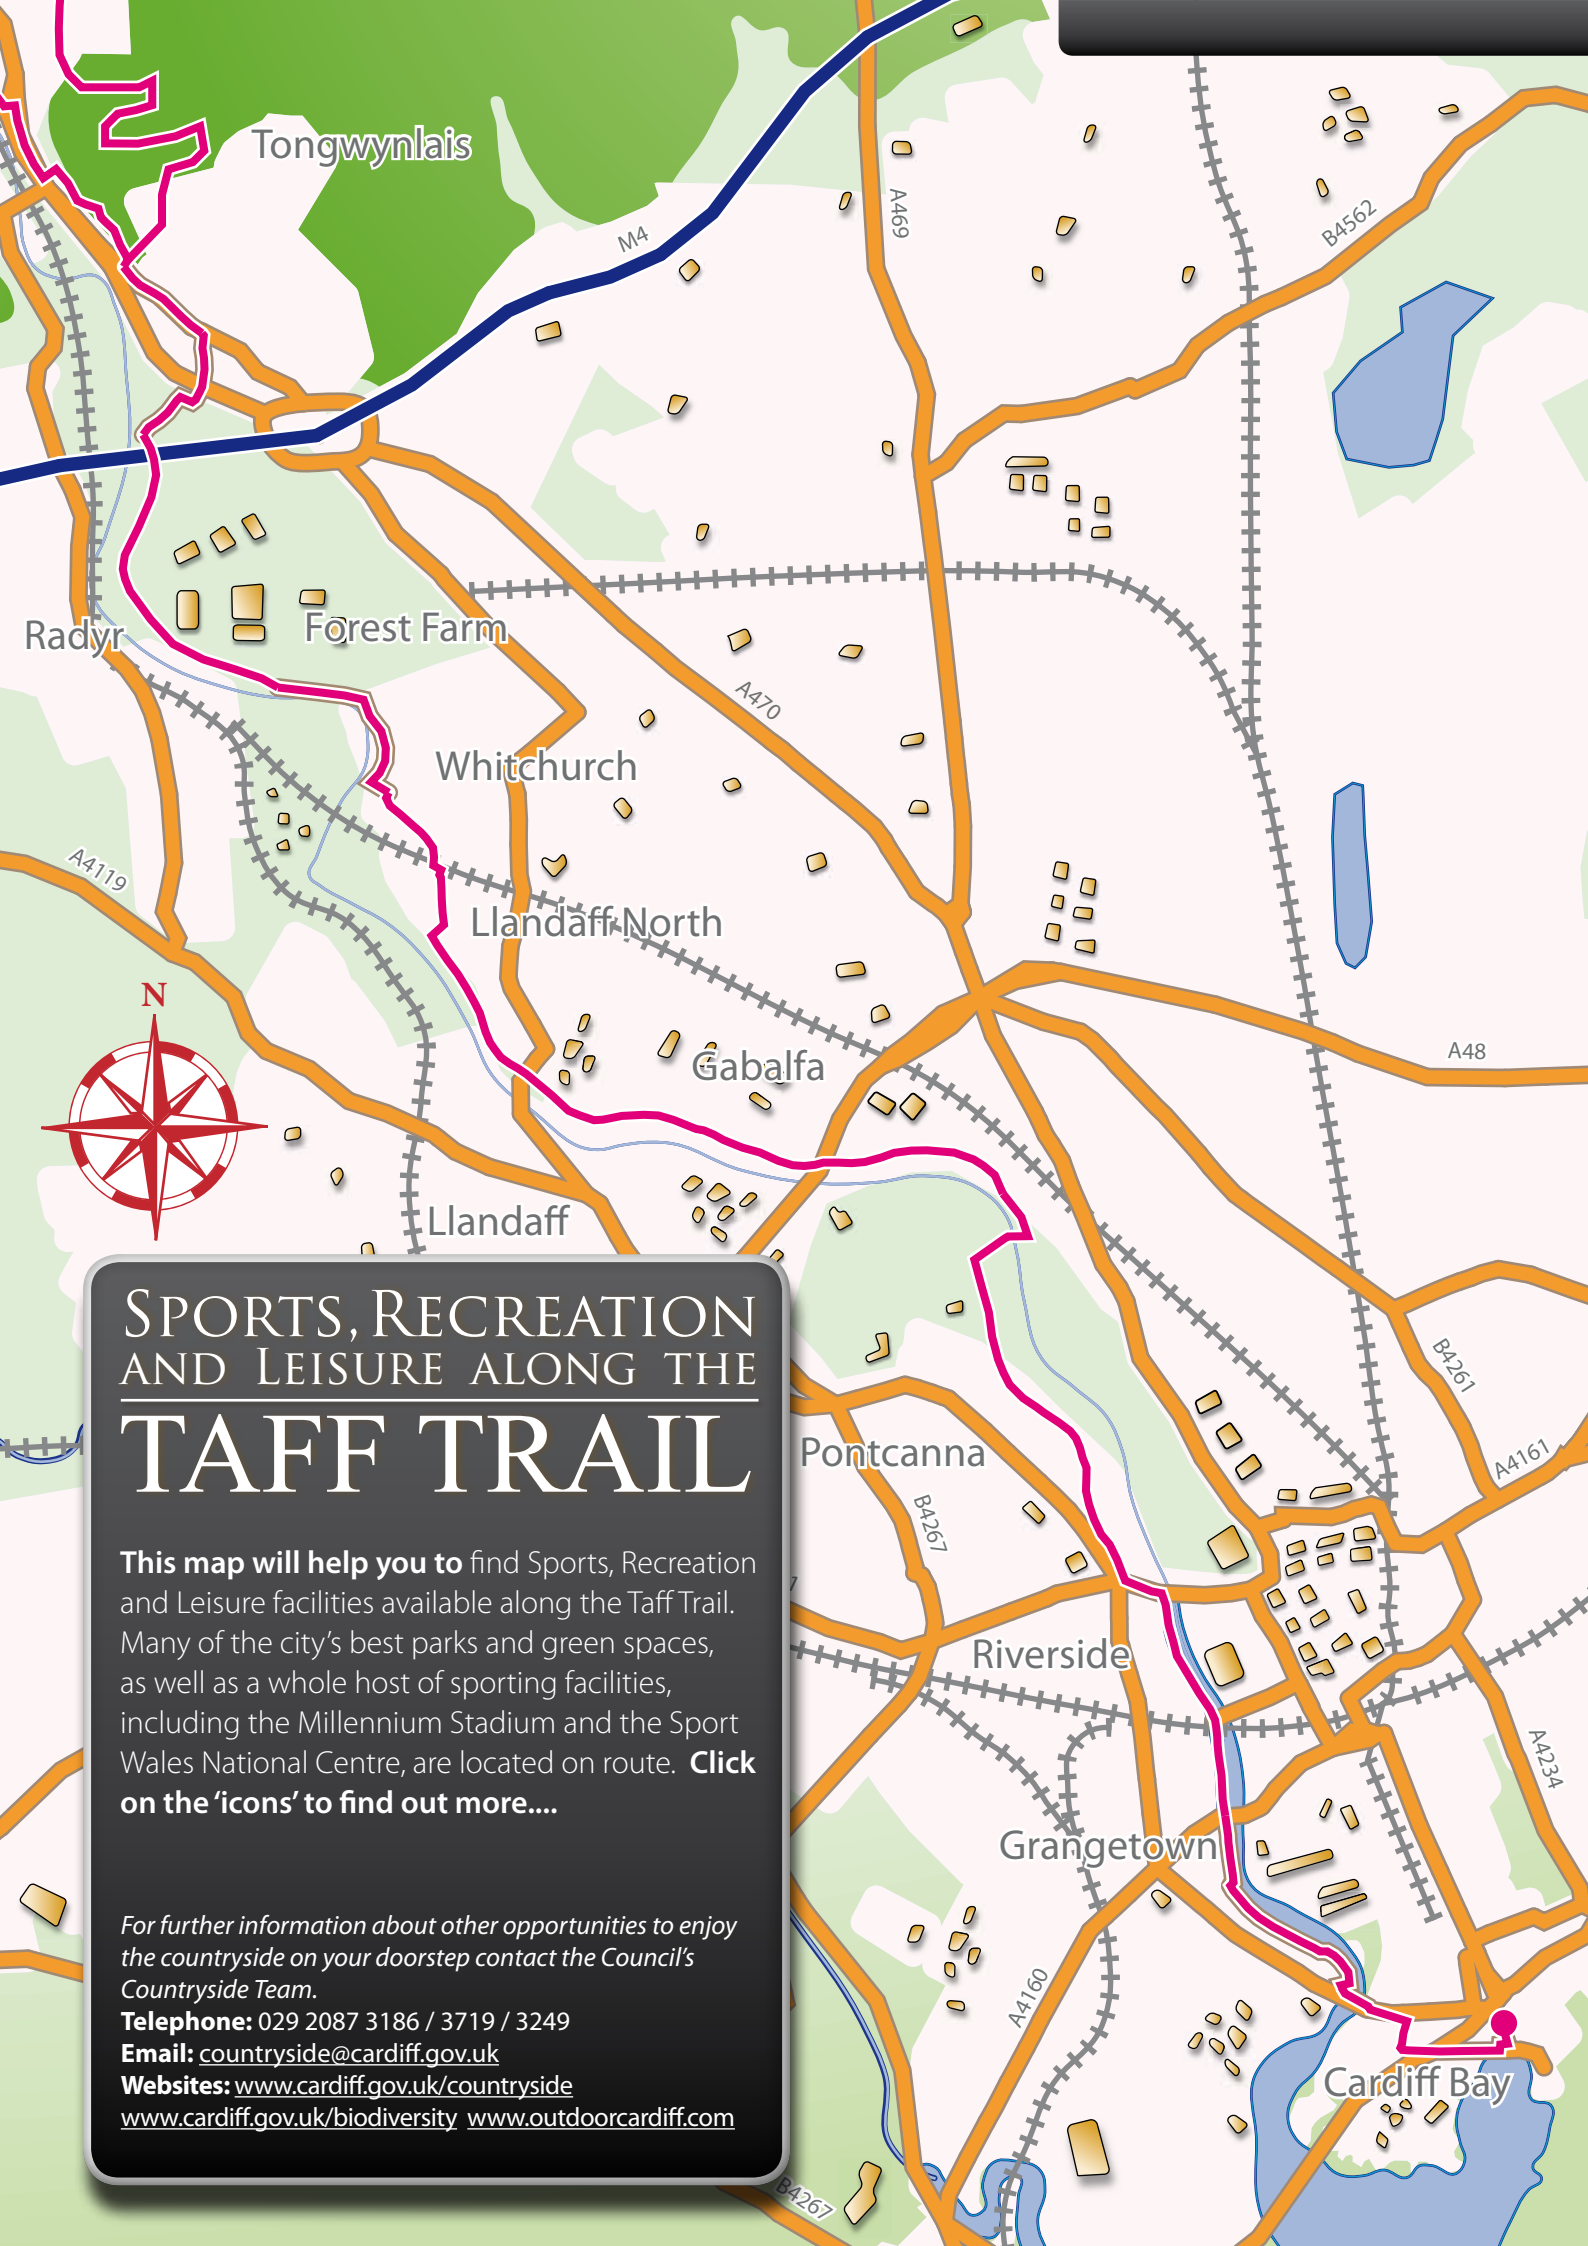 Tongwynlais
M4
A469
B4562
Radyr
Forest Farm
A470
Whitchurch
A4119
Llandaff North
N
Gabalfa
A48
Llandaff
SPORTS, RECREATION
AND LEISURE ALONG THE
TAFF TRAIL
This map will help you to find Sports, Recreation
and Leisure facilities available along the Taff Trail.
Many of the city’s best parks and green spaces,
as well as a whole host of sporting facilities,
including the Millennium Stadium and the Sport
Wales National Centre, are located on route. Click
on the ‘icons’ to find out more....
For further information about other opportunities to enjoy
the countryside on your doorstep contact the Council’s
Countryside Team.
Telephone: 029 2087 3186 / 3719 / 3249
Email: countryside@cardiff.gov.uk
Websites: www.cardiff.gov.uk/countryside
www.cardiff.gov.uk/biodiversity www.outdoorcardiff.com
B4261
A4161
Pontcanna
B4267
Riverside
A4234
Grangetown
A4160
Cardiff Bay
B4267